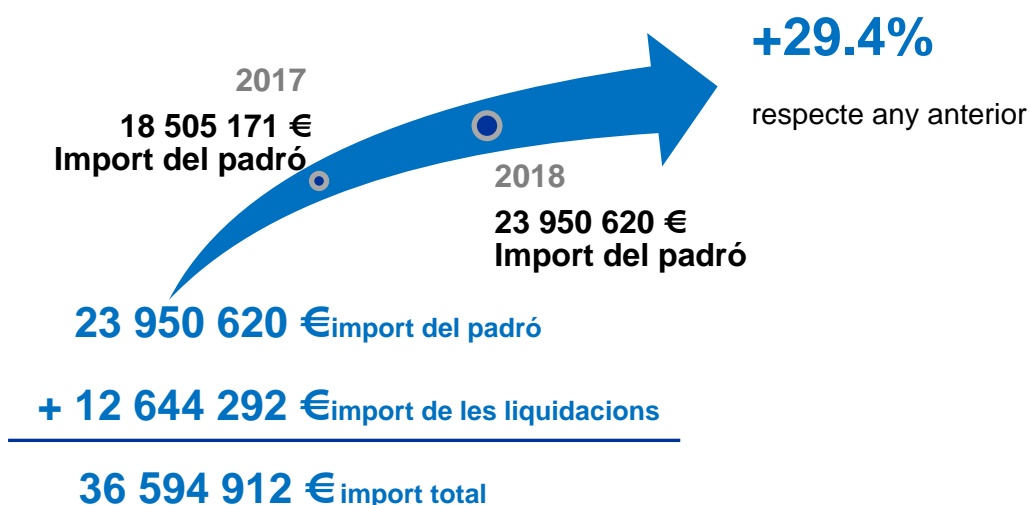 +29.4%
respecte any anterior
2017
18 505 171 €
Import del padró
2018
23 950 620 €
Import del padró
23 950 620 € import del padró
+ 12 644 292 € import de les liquidacions
36 594 912 € import total